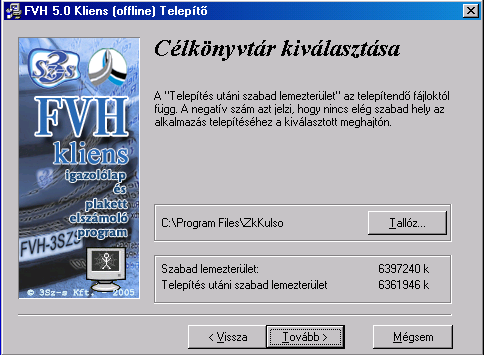 FVH 5.0 Kliens (offline) Telepítő
Célkönyvtár kiválasztása
3Sz-s
FVH
kliens
igazolólap
és
plakett
elszámoló
program
FVH-3SZS
© 3Sz-s Kft. - 2005
A "Telepítés utáni szabad lemezterület" az telepítendő fájloktól
függ. A negatív szám azt jelzi, hogy nincs elég szabad hely az
alkalmazás telepítéséhez a kiválasztott meghajtón.
C:\Program Files\ZkKulso
Tallóz...
Szabad lemezterület: 6397240 k
Telepítés utáni szabad lemezterület 6361946 k
< Vissza
Tovább >
Mégsem